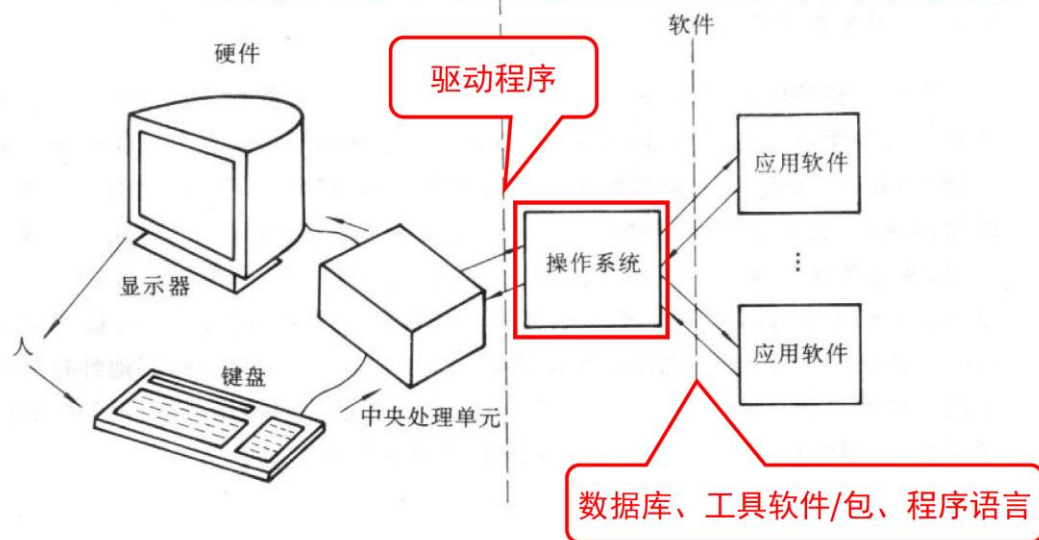 硬件
软件
驱动程序
应用软件
操作系统
显示器
人
应用软件
键盘
中央处理单元
数据库、工具软件/包、程序语言